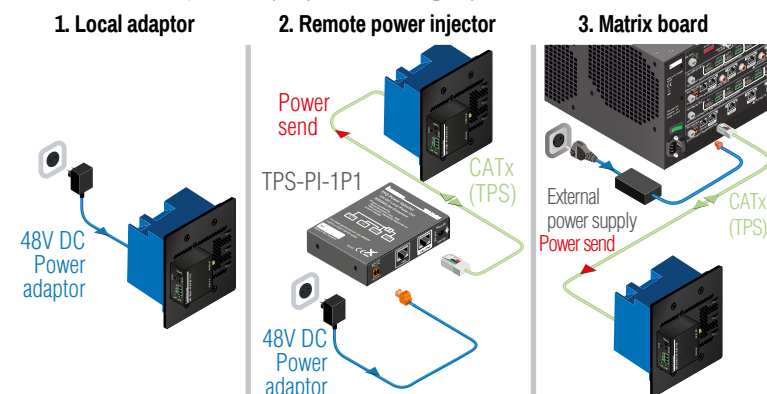 1. Local adaptor
2. Remote power injector
3. Matrix board
48V DC
Power
adaptor
Power
send
CATx
(TPS)
TPS-PI-1P1
48V DC
Power
adaptor
External
power supply
Power send
CATx
(TPS)